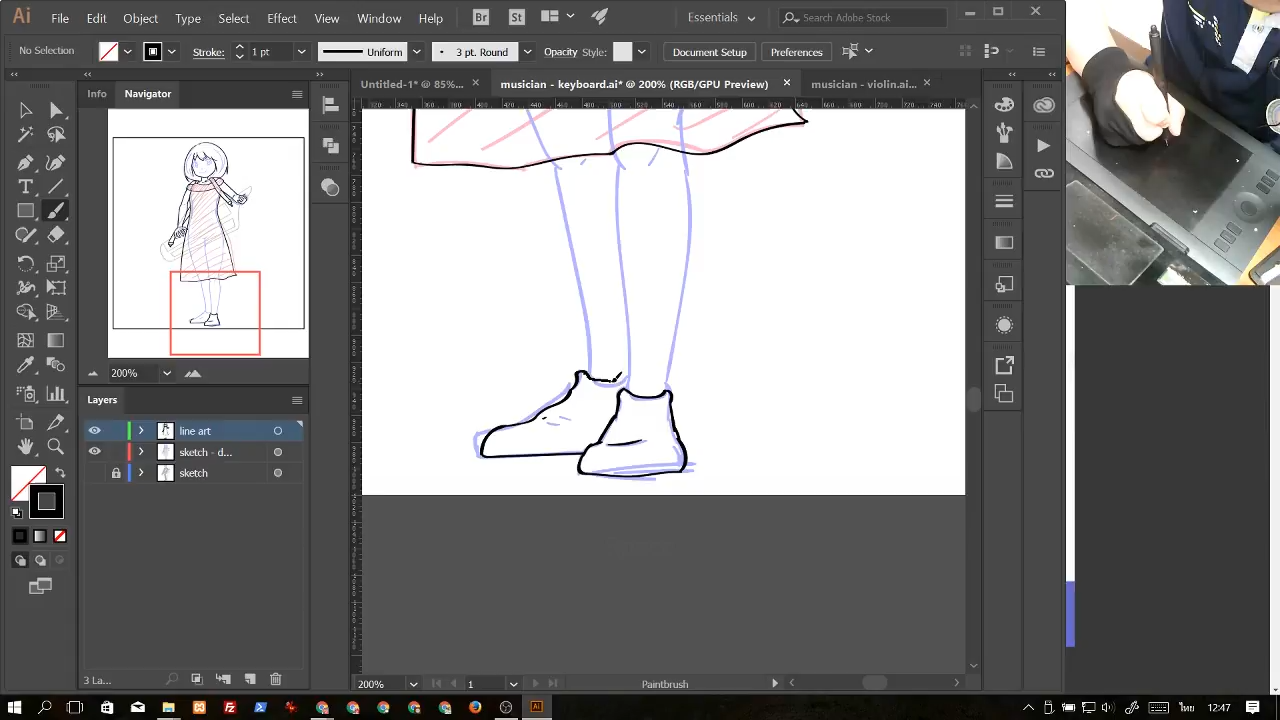 Ai File Edit Object Type Select Effect View Window Help Br St Essentials Search Adobe Stock
No Selection Stroke: 1 pt Uniform 3 pt. Round Opacity Style: Document Setup Preferences
Info Navigator
Untitled-1* @ 85%... musician - keyboard.ai* @ 200% (RGB/GPU Preview) musician - violin.ai...
200%
Layers
line art
sketch
3 La...
200% 1 Paintbrush
ไทย 12:47